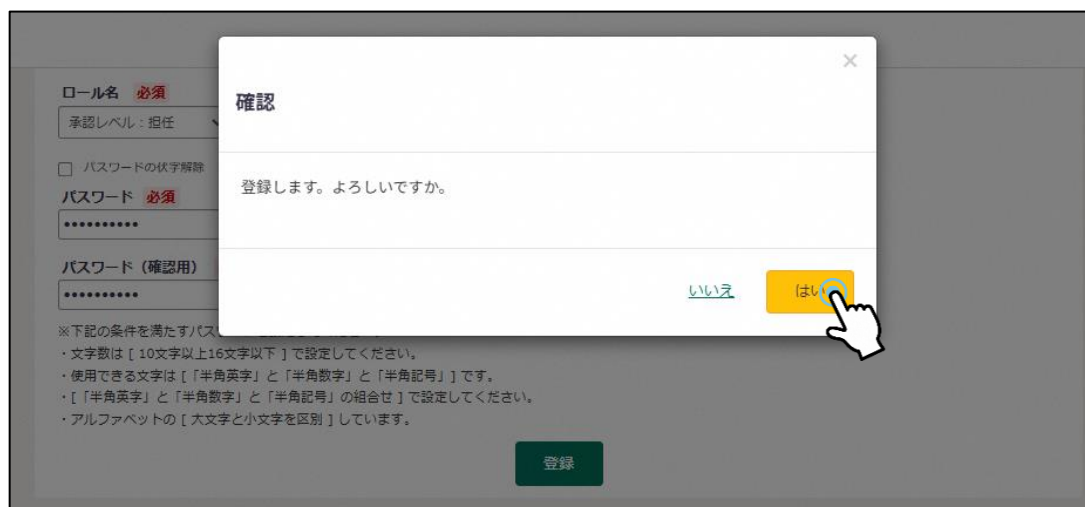 確認
登録します。よろしいですか。
いいえ
はい
ロール名 必須
承認レベル：担任
パスワードの伏字解除
パスワード 必須
••••••••••
パスワード（確認用）
••••••••••
※下記の条件を満たすパス
・文字数は [ 10文字以上16文字以下 ] で設定してください。
・使用できる文字は [「半角英字」と「半角数字」と「半角記号」] です。
・[「半角英字」と「半角数字」と「半角記号」の組合せ ] で設定してください。
・アルファベットの [ 大文字と小文字を区別 ] しています。
登録